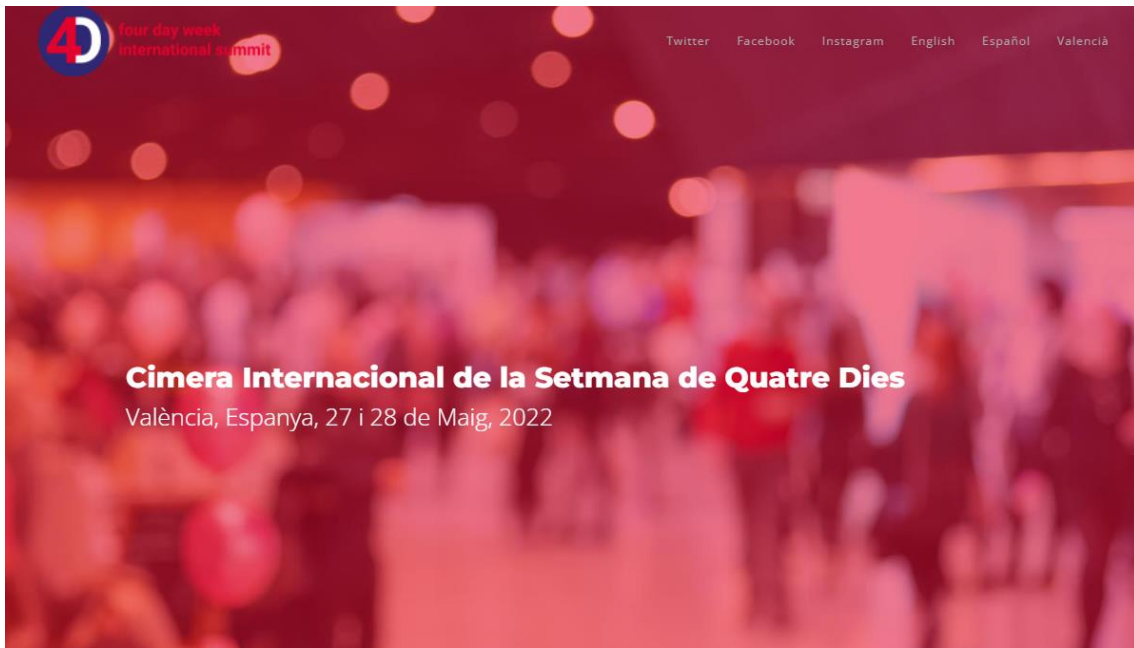 4D
four day week
international summit
Twitter Facebook Instagram English Español Valencià
Cimera Internacional de la Setmana de Quatre Dies
València, Espanya, 27 i 28 de Maig, 2022